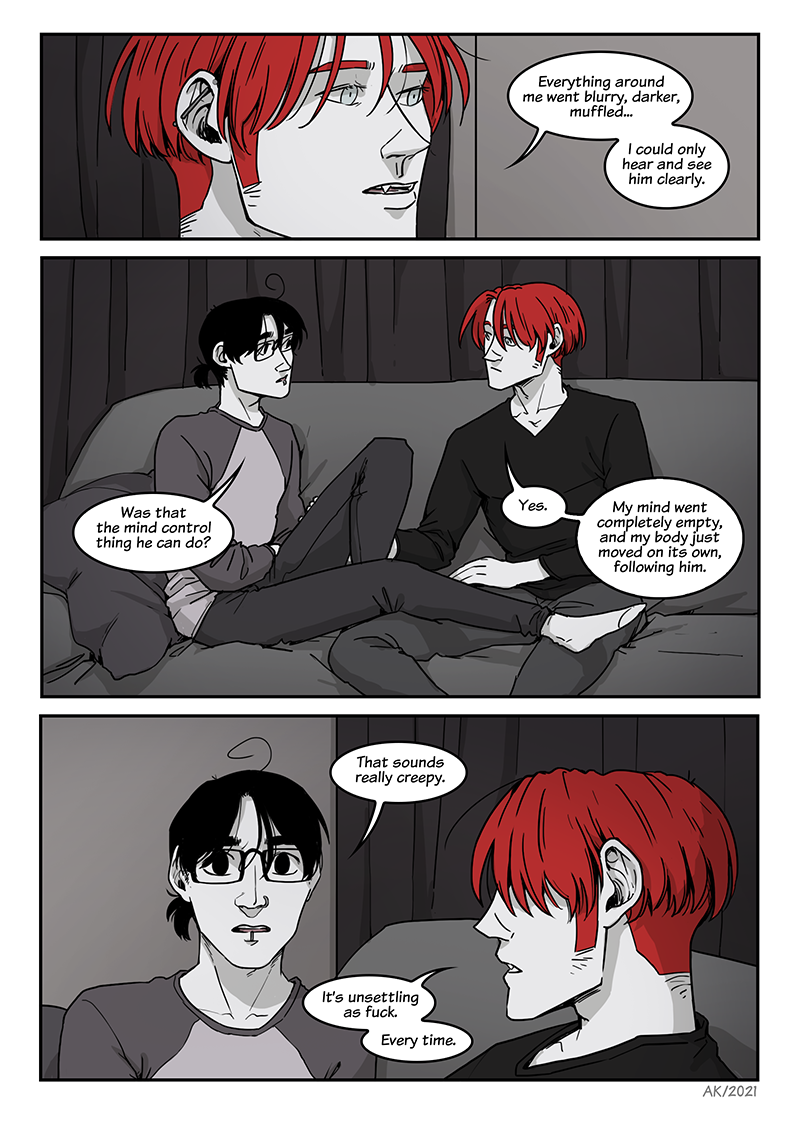 Everything around
me went blurry, darker,
muffled...
I could only
hear and see
him clearly.
Was that
the mind control
thing he can do?
Yes.
My mind went
completely empty,
and my body just
moved on its own,
following him.
That sounds
really creepy.
It's unsettling
as fuck.
Every time.
AK/2021